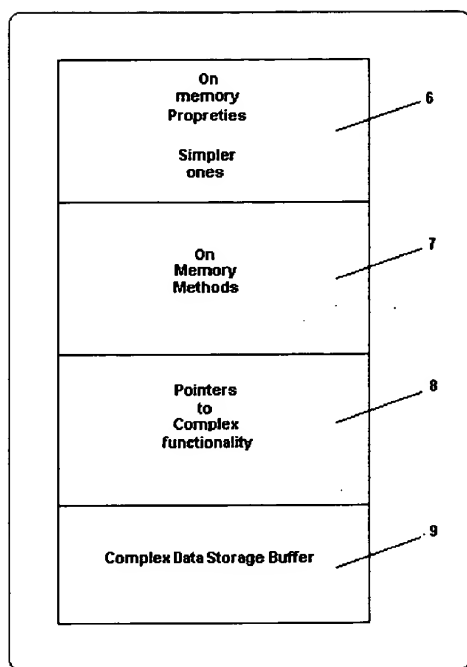 On
memory
Propreties
Simpler
ones
6
On
Memory
Methods
7
Pointers
to
Complex
functionality
8
Complex Data Storage Buffer
9